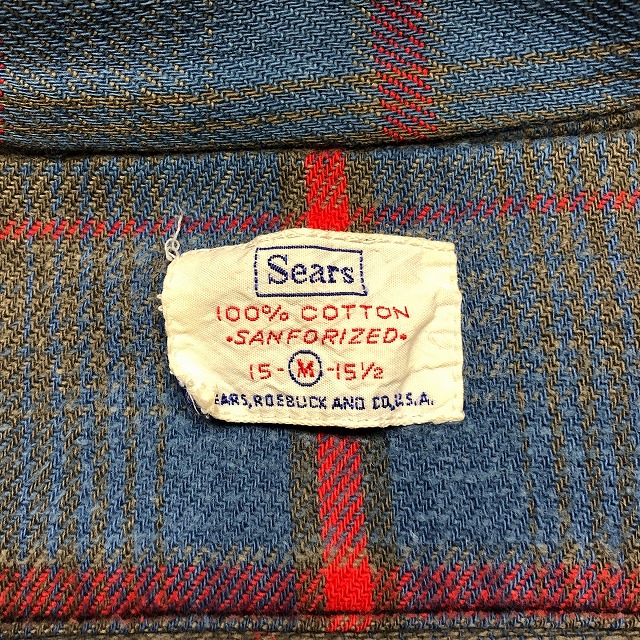 Sears
100% COTTON
•SANFORIZED•
15-M-15½
EARS, ROEBUCK AND CO., U.S.A.